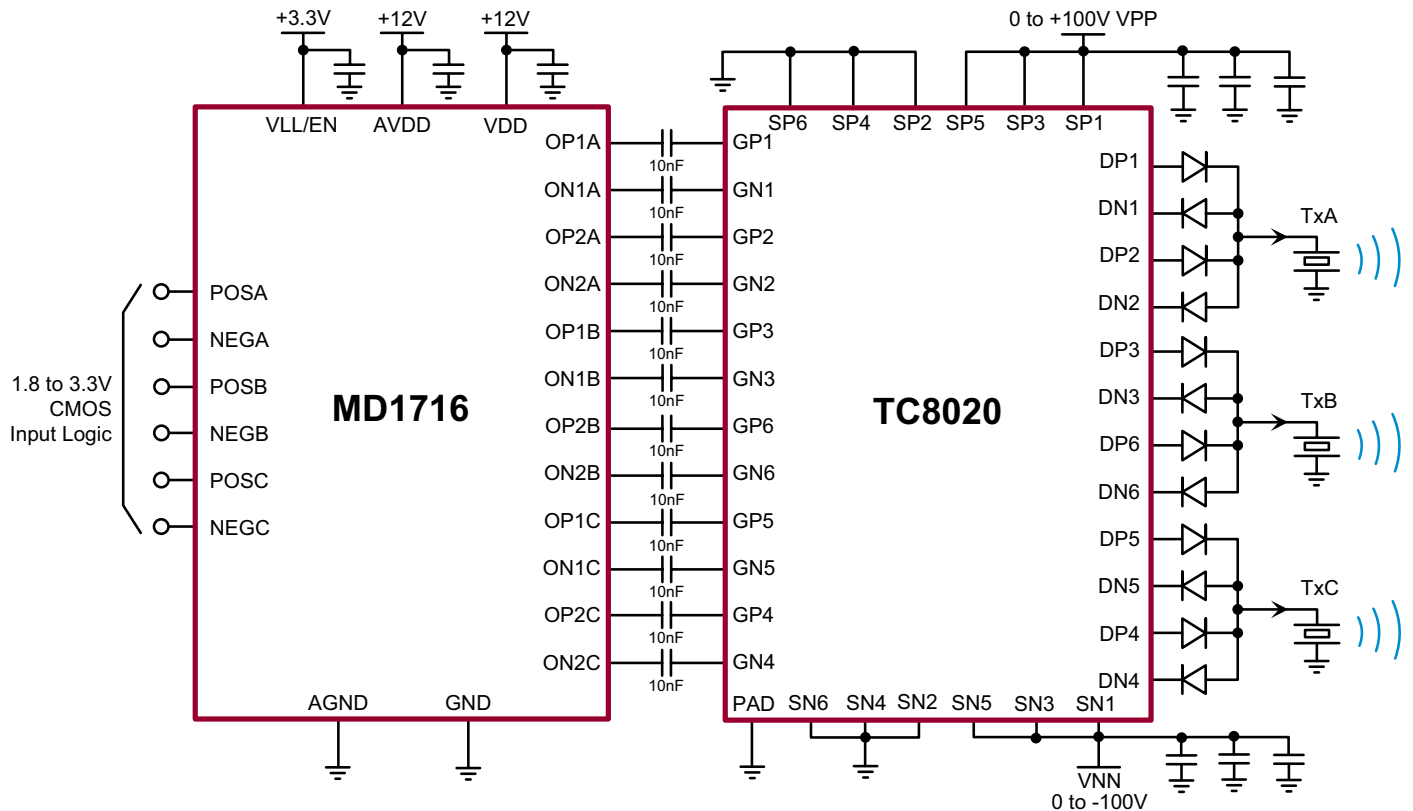 +3.3V
+12V
+12V
0 to +100V VPP
VLL/EN
AVDD
VDD
SP6
SP4
SP2
SP5
SP3
SP1
OP1A
10nF
GP1
ON1A
10nF
GN1
OP2A
10nF
GP2
ON2A
10nF
GN2
OP1B
10nF
GP3
ON1B
10nF
GN3
OP2B
10nF
GP6
ON2B
10nF
GN6
OP1C
10nF
GP5
ON1C
10nF
GN5
OP2C
10nF
GP4
ON2C
10nF
GN4
1.8 to 3.3V
CMOS
Input Logic
POSA
NEGA
POSB
NEGB
POSC
NEGC
MD1716
TC8020
DP1
DN1
DP2
DN2
TxA
DP3
DN3
DP6
DN6
TxB
DP5
DN5
DP4
DN4
TxC
AGND
GND
PAD
SN6
SN4
SN2
SN5
SN3
SN1
VNN
0 to -100V